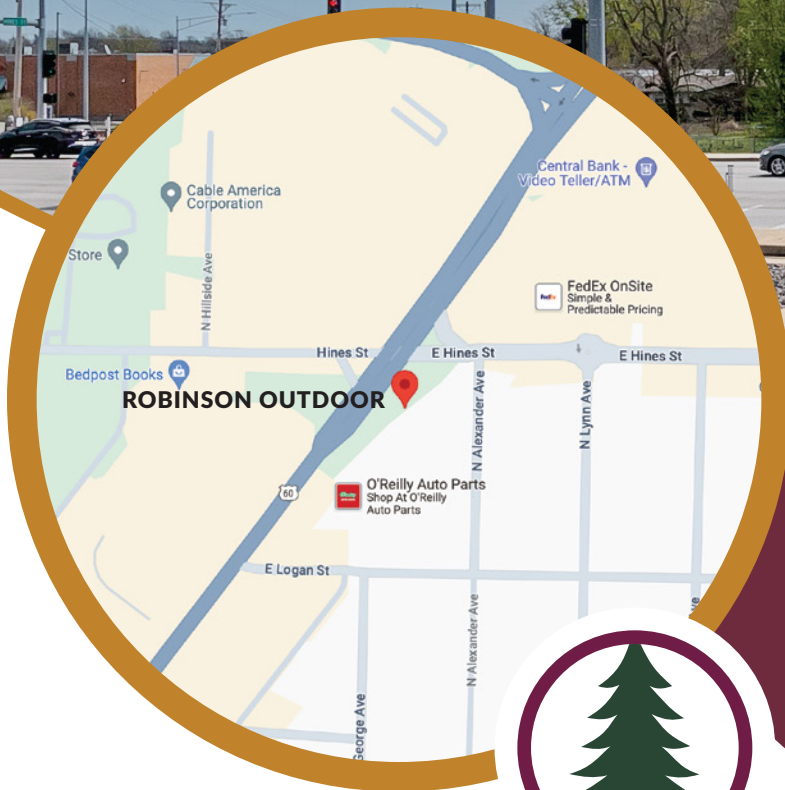 Central Bank -
Video Teller/ATM
Cable America
Corporation
Store
N Hillside Ave
FedEx
FedEx OnSite
Simple &
Predictable Pricing
Hines St
E Hines St
E Hines St
Bedpost Books
ROBINSON OUTDOOR
N Alexander Ave
N Lynn Ave
60
O'Reilly Auto Parts
Shop At O'Reilly
Auto Parts
E Logan St
N Alexander Ave
George Ave
ve